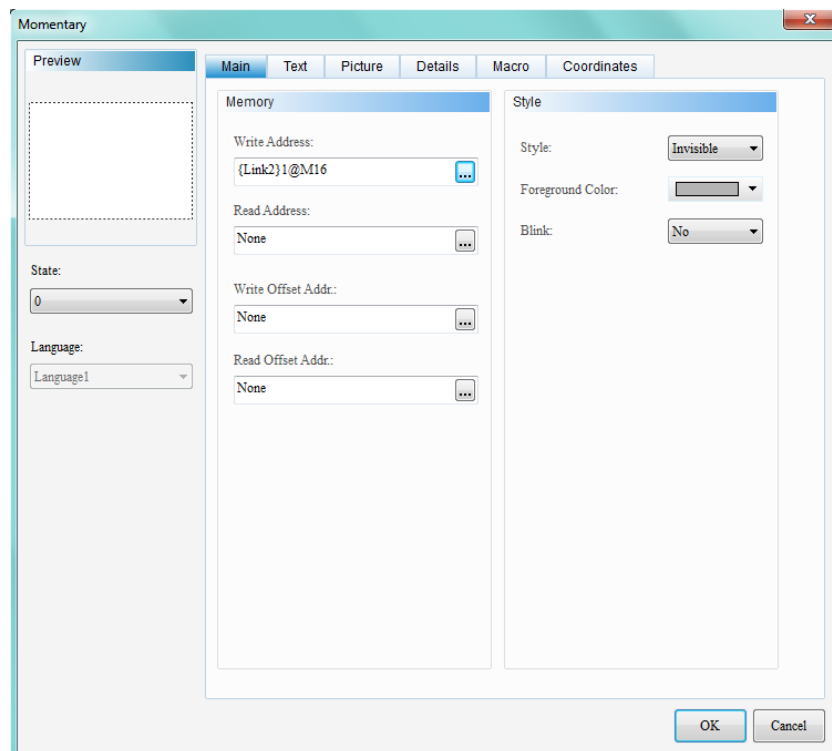 Momentary
Preview
State:
0
Language:
Language1
Main Text Picture Details Macro Coordinates
Memory
Write Address:
{Link2}1@M16
...
Read Address:
None
...
Write Offset Addr.:
None
...
Read Offset Addr.:
None
...
Style
Style:
Invisible
Foreground Color:
Blink:
No
OK
Cancel